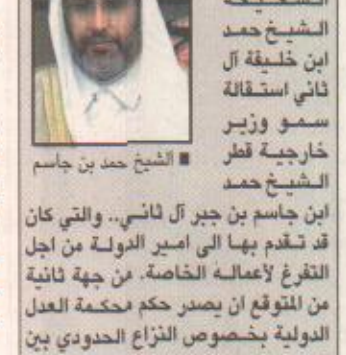 الشيخ حمد
ابن خليفة آل
ثاني استقالة
سمو وزير
خارجية قطر
الشيخ حمد
■ الشيخ حمد بن جاسم
ابن جاسم بن جبر آل ثاني.. والتي كان
قد تقدم بها الى امير الدولة من اجل
التفرغ لأعماله الخاصة. من جهة ثانية
من المتوقع ان يصدر حكم محكمة العدل
الدولية بخصوص النزاع الحدودي بين